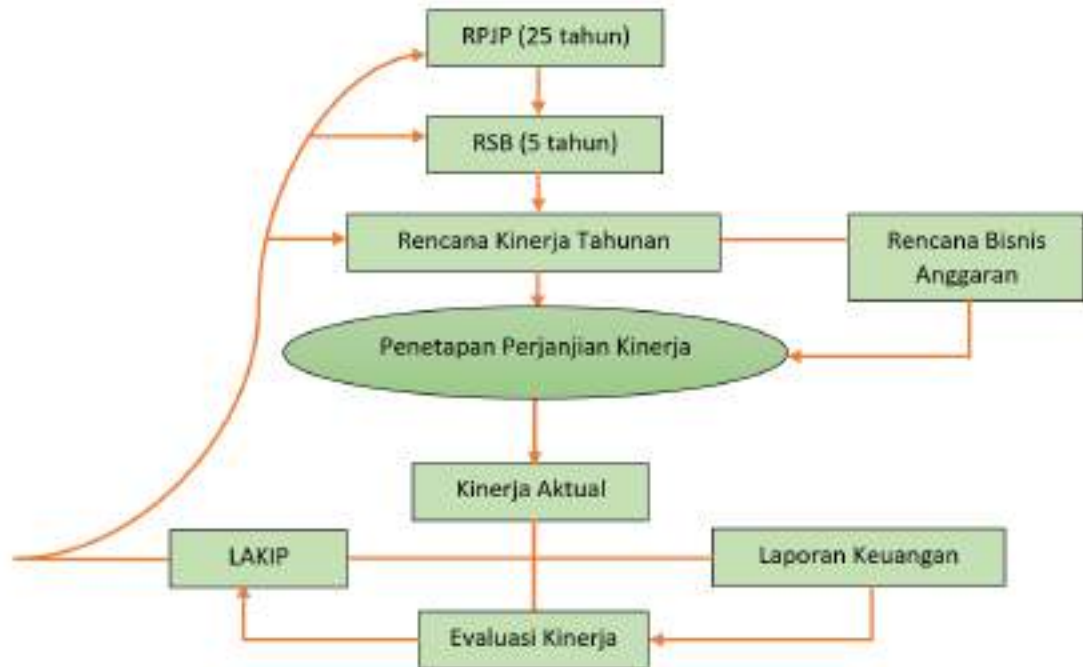 RPJP (25 tahun)
RSB (5 tahun)
Rencana Kinerja Tahunan
Rencana Bisnis
Anggaran
Penetapan Perjanjian Kinerja
Kinerja Aktual
LAKIP
Laporan Keuangan
Evaluasi Kinerja